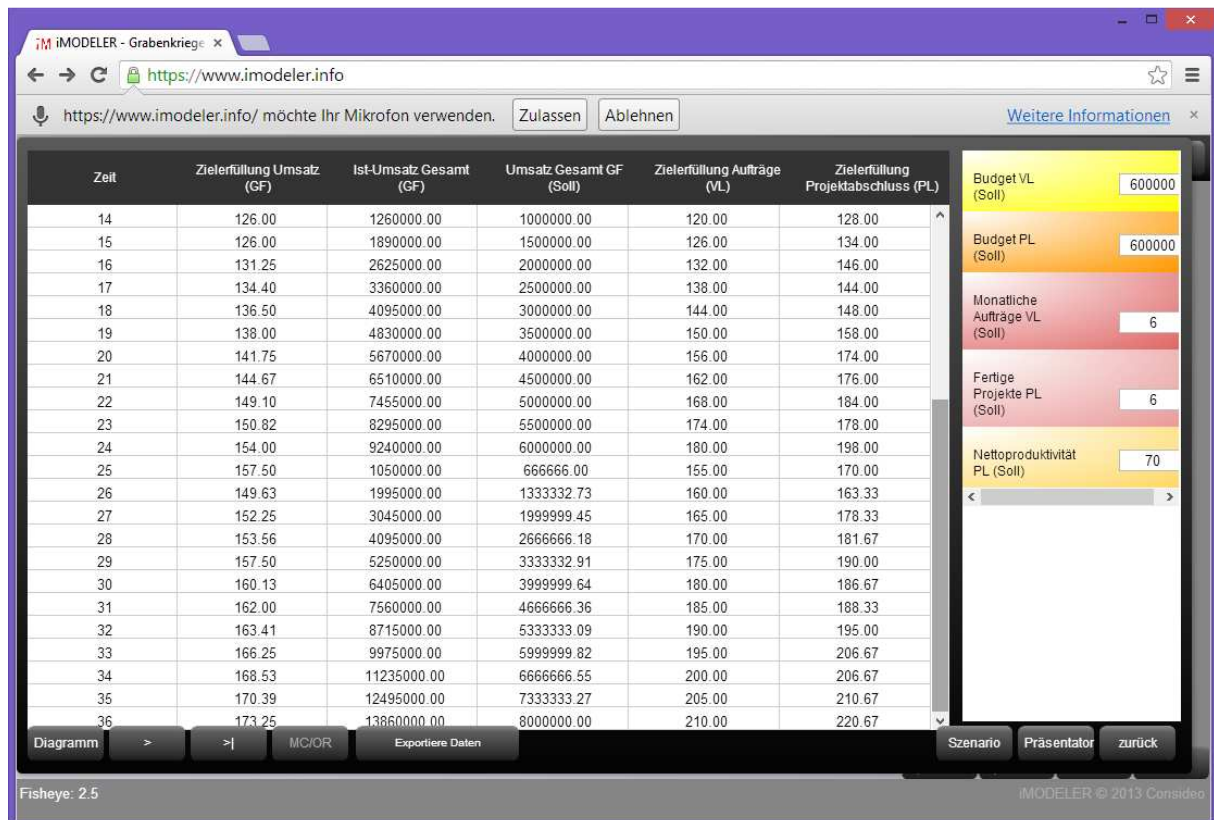 iM iMODELER - Grabenkriege ×
https://www.imodeler.info
https://www.imodeler.info/ möchte Ihr Mikrofon verwenden. Zulassen Ablehnen Weitere Informationen ×
Zeit Zielerfüllung Umsatz (GF) Ist-Umsatz Gesamt (GF) Umsatz Gesamt GF (Soll) Zielerfüllung Aufträge (VL) Zielerfüllung Projektabschluss (PL)
14 126.00 1260000.00 1000000.00 120.00 128.00
15 126.00 1890000.00 1500000.00 126.00 134.00
16 131.25 2625000.00 2000000.00 132.00 146.00
17 134.40 3360000.00 2500000.00 138.00 144.00
18 136.50 4095000.00 3000000.00 144.00 148.00
19 138.00 4830000.00 3500000.00 150.00 158.00
20 141.75 5670000.00 4000000.00 156.00 174.00
21 144.67 6510000.00 4500000.00 162.00 176.00
22 149.10 7455000.00 5000000.00 168.00 184.00
23 150.82 8295000.00 5500000.00 174.00 178.00
24 154.00 9240000.00 6000000.00 180.00 198.00
25 157.50 1050000.00 666666.00 155.00 170.00
26 149.63 1995000.00 1333332.73 160.00 163.33
27 152.25 3045000.00 1999999.45 165.00 178.33
28 153.56 4095000.00 2666666.18 170.00 181.67
29 157.50 5250000.00 3333332.91 175.00 190.00
30 160.13 6405000.00 3999999.64 180.00 186.67
31 162.00 7560000.00 4666666.36 185.00 188.33
32 163.41 8715000.00 5333333.09 190.00 195.00
33 166.25 9975000.00 5999999.82 195.00 206.67
34 168.53 11235000.00 6666666.55 200.00 206.67
35 170.39 12495000.00 7333333.27 205.00 210.67
36 173.25 13860000.00 8000000.00 210.00 220.67
Budget VL
(Soll) 600000
Budget PL
(Soll) 600000
Monatliche
Aufträge VL
(Soll) 6
Fertige
Projekte PL
(Soll) 6
Nettoproduktivität
PL (Soll) 70
Diagramm > >| MC/OR Exportiere Daten Szenario Präsentator zurück
Fisheye: 2.5 iMODELER © 2013 Consideo